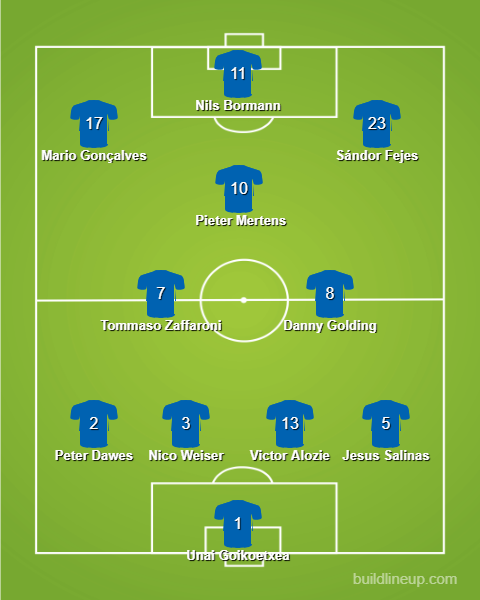 11
Nils Bormann
17
Mario Gonçalves
23
Sándor Fejes
10
Pieter Mertens
7
Tommaso Zaffaroni
8
Danny Golding
2
Peter Dawes
3
Nico Weiser
13
Victor Alozie
5
Jesus Salinas
1
Unai Goikoetxea
buildlineup.com